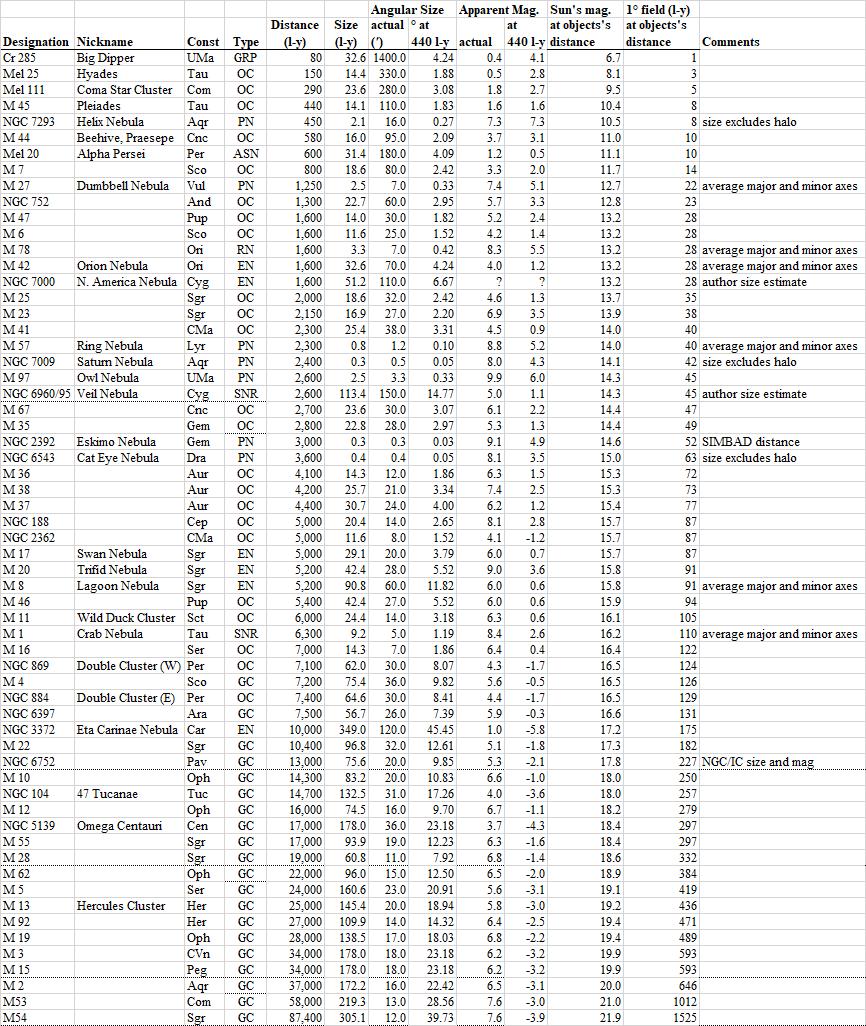 Angular Size Apparent Mag. Sun's mag. 1° field (l-y)
Distance Size actual ° at at at objects's at objects's
Designation Nickname Const Type (l-y) (l-y) (') 440 l-y actual 440 l-y distance distance Comments
Cr 285 Big Dipper UMa GRP 80 32.6 1400.0 4.24 0.4 4.1 6.7 1
Mel 25 Hyades Tau OC 150 14.4 330.0 1.88 0.5 2.8 8.1 3
Mel 111 Coma Star Cluster Com OC 290 23.6 280.0 3.08 1.8 2.7 9.5 5
M 45 Pleiades Tau OC 440 14.1 110.0 1.83 1.6 1.6 10.4 8
NGC 7293 Helix Nebula Aqr PN 450 2.1 16.0 0.27 7.3 7.3 10.5 8 size excludes halo
M 44 Beehive, Praesepe Cnc OC 580 16.0 95.0 2.09 3.7 3.1 11.0 10
Mel 20 Alpha Persei Per ASN 600 31.4 180.0 4.09 1.2 0.5 11.1 10
M 7 Sco OC 800 18.6 80.0 2.42 3.3 2.0 11.7 14
M 27 Dumbbell Nebula Vul PN 1,250 2.5 7.0 0.33 7.4 5.1 12.7 22 average major and minor axes
NGC 752 And OC 1,300 22.7 60.0 2.95 5.7 3.3 12.8 23
M 47 Pup OC 1,600 14.0 30.0 1.82 5.2 2.4 13.2 28
M 6 Sco OC 1,600 11.6 25.0 1.52 4.2 1.4 13.2 28
M 78 Ori RN 1,600 3.3 7.0 0.42 8.3 5.5 13.2 28 average major and minor axes
M 42 Orion Nebula Ori EN 1,600 32.6 70.0 4.24 4.0 1.2 13.2 28 average major and minor axes
NGC 7000 N. America Nebula Cyg EN 1,600 51.2 110.0 6.67 ? ? 13.2 28 author size estimate
M 25 Sgr OC 2,000 18.6 32.0 2.42 4.6 1.3 13.7 35
M 23 Sgr OC 2,150 16.9 27.0 2.20 6.9 3.5 13.9 38
M 41 CMa OC 2,300 25.4 38.0 3.31 4.5 0.9 14.0 40
M 57 Ring Nebula Lyr PN 2,300 0.8 1.2 0.10 8.8 5.2 14.0 40 average major and minor axes
NGC 7009 Saturn Nebula Aqr PN 2,400 0.3 0.5 0.05 8.0 4.3 14.1 42 size excludes halo
M 97 Owl Nebula UMa PN 2,600 2.5 3.3 0.33 9.9 6.0 14.3 45
NGC 6960/95 Veil Nebula Cyg SNR 2,600 113.4 150.0 14.77 5.0 1.1 14.3 45 author size estimate
M 67 Cnc OC 2,700 23.6 30.0 3.07 6.1 2.2 14.4 47
M 35 Gem OC 2,800 22.8 28.0 2.97 5.3 1.3 14.4 49
NGC 2392 Eskimo Nebula Gem PN 3,000 0.3 0.3 0.03 9.1 4.9 14.6 52 SIMBAD distance
NGC 6543 Cat Eye Nebula Dra PN 3,600 0.4 0.4 0.05 8.1 3.5 15.0 63 size excludes halo
M 36 Aur OC 4,100 14.3 12.0 1.86 6.3 1.5 15.3 72
M 38 Aur OC 4,200 25.7 21.0 3.34 7.4 2.5 15.3 73
M 37 Aur OC 4,400 30.7 24.0 4.00 6.2 1.2 15.4 77
NGC 188 Cep OC 5,000 20.4 14.0 2.65 8.1 2.8 15.7 87
NGC 2362 CMa OC 5,000 11.6 8.0 1.52 4.1 -1.2 15.7 87
M 17 Swan Nebula Sgr EN 5,000 29.1 20.0 3.79 6.0 0.7 15.7 87
M 20 Trifid Nebula Sgr EN 5,200 42.4 28.0 5.52 9.0 3.6 15.8 91
M 8 Lagoon Nebula Sgr EN 5,200 90.8 60.0 11.82 6.0 0.6 15.8 91 average major and minor axes
M 46 Pup OC 5,400 42.4 27.0 5.52 6.0 0.6 15.9 94
M 11 Wild Duck Cluster Sct OC 6,000 24.4 14.0 3.18 6.3 0.6 16.1 105
M 1 Crab Nebula Tau SNR 6,300 9.2 5.0 1.19 8.4 2.6 16.2 110 average major and minor axes
M 16 Ser OC 7,000 14.3 7.0 1.86 6.4 0.4 16.4 122
NGC 869 Double Cluster (W) Per OC 7,100 62.0 30.0 8.07 4.3 -1.7 16.5 124
M 4 Sco GC 7,200 75.4 36.0 9.82 5.6 -0.5 16.5 126
NGC 884 Double Cluster (E) Per OC 7,400 64.6 30.0 8.41 4.4 -1.7 16.5 129
NGC 6397 Ara GC 7,500 56.7 26.0 7.39 5.9 -0.3 16.6 131
NGC 3372 Eta Carinae Nebula Car EN 10,000 349.0 120.0 45.45 1.0 -5.8 17.2 175
M 22 Sgr GC 10,400 96.8 32.0 12.61 5.1 -1.8 17.3 182
NGC 6752 Pav GC 13,000 75.6 20.0 9.85 5.3 -2.1 17.8 227 NGC/IC size and mag
M 10 Oph GC 14,300 83.2 20.0 10.83 6.6 -1.0 18.0 250
NGC 104 47 Tucanae Tuc GC 14,700 132.5 31.0 17.26 4.0 -3.6 18.0 257
M 12 Oph GC 16,000 74.5 16.0 9.70 6.7 -1.1 18.2 279
NGC 5139 Omega Centauri Cen GC 17,000 178.0 36.0 23.18 3.7 -4.3 18.4 297
M 55 Sgr GC 17,000 93.9 19.0 12.23 6.3 -1.6 18.4 297
M 28 Sgr GC 19,000 60.8 11.0 7.92 6.8 -1.4 18.6 332
M 62 Oph GC 22,000 96.0 15.0 12.50 6.5 -2.0 18.9 384
M 5 Ser GC 24,000 160.6 23.0 20.91 5.6 -3.1 19.1 419
M 13 Hercules Cluster Her GC 25,000 145.4 20.0 18.94 5.8 -3.0 19.2 436
M 92 Her GC 27,000 109.9 14.0 14.32 6.4 -2.5 19.4 471
M 19 Oph GC 28,000 138.5 17.0 18.03 6.8 -2.2 19.4 489
M 3 CVn GC 34,000 178.0 18.0 23.18 6.2 -3.2 19.9 593
M 15 Peg GC 34,000 178.0 18.0 23.18 6.2 -3.2 19.9 593
M 2 Aqr GC 37,000 172.2 16.0 22.42 6.5 -3.1 20.0 646
M53 Com GC 58,000 219.3 13.0 28.56 7.6 -3.0 21.0 1012
M54 Sgr GC 87,400 305.1 12.0 39.73 7.6 -3.9 21.9 1525